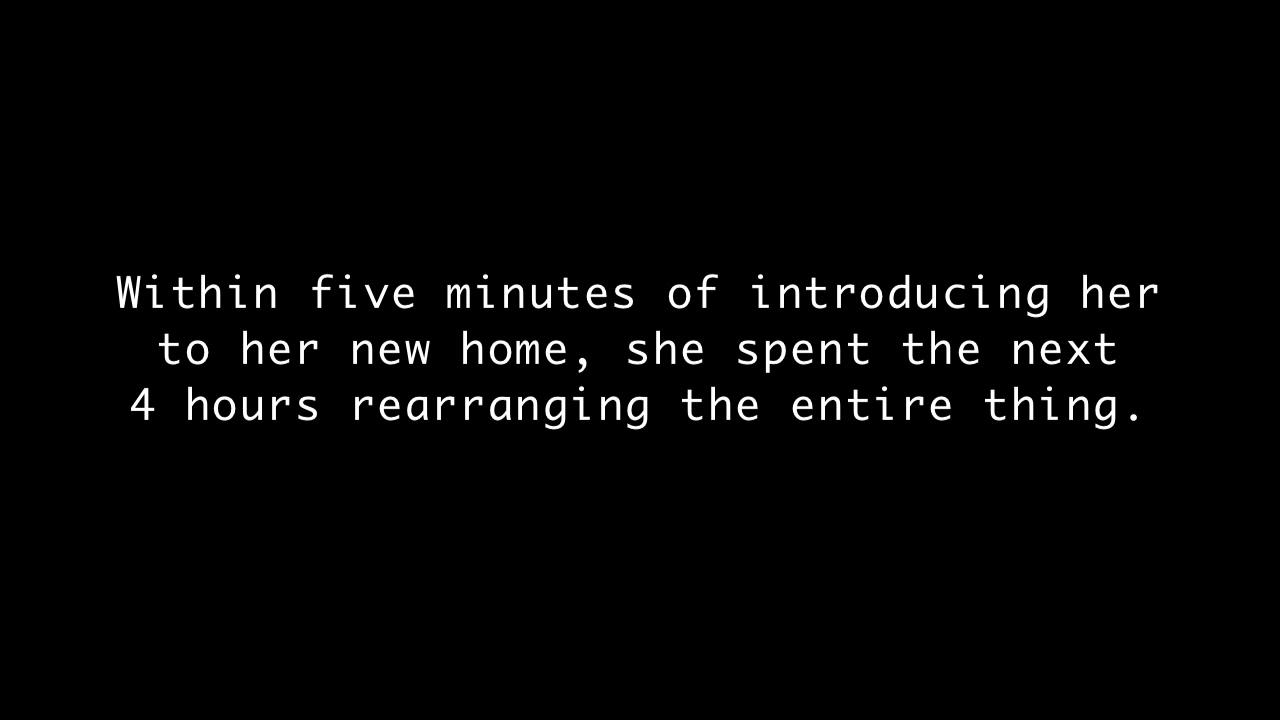 Within five minutes of introducing her
to her new home, she spent the next
4 hours rearranging the entire thing.